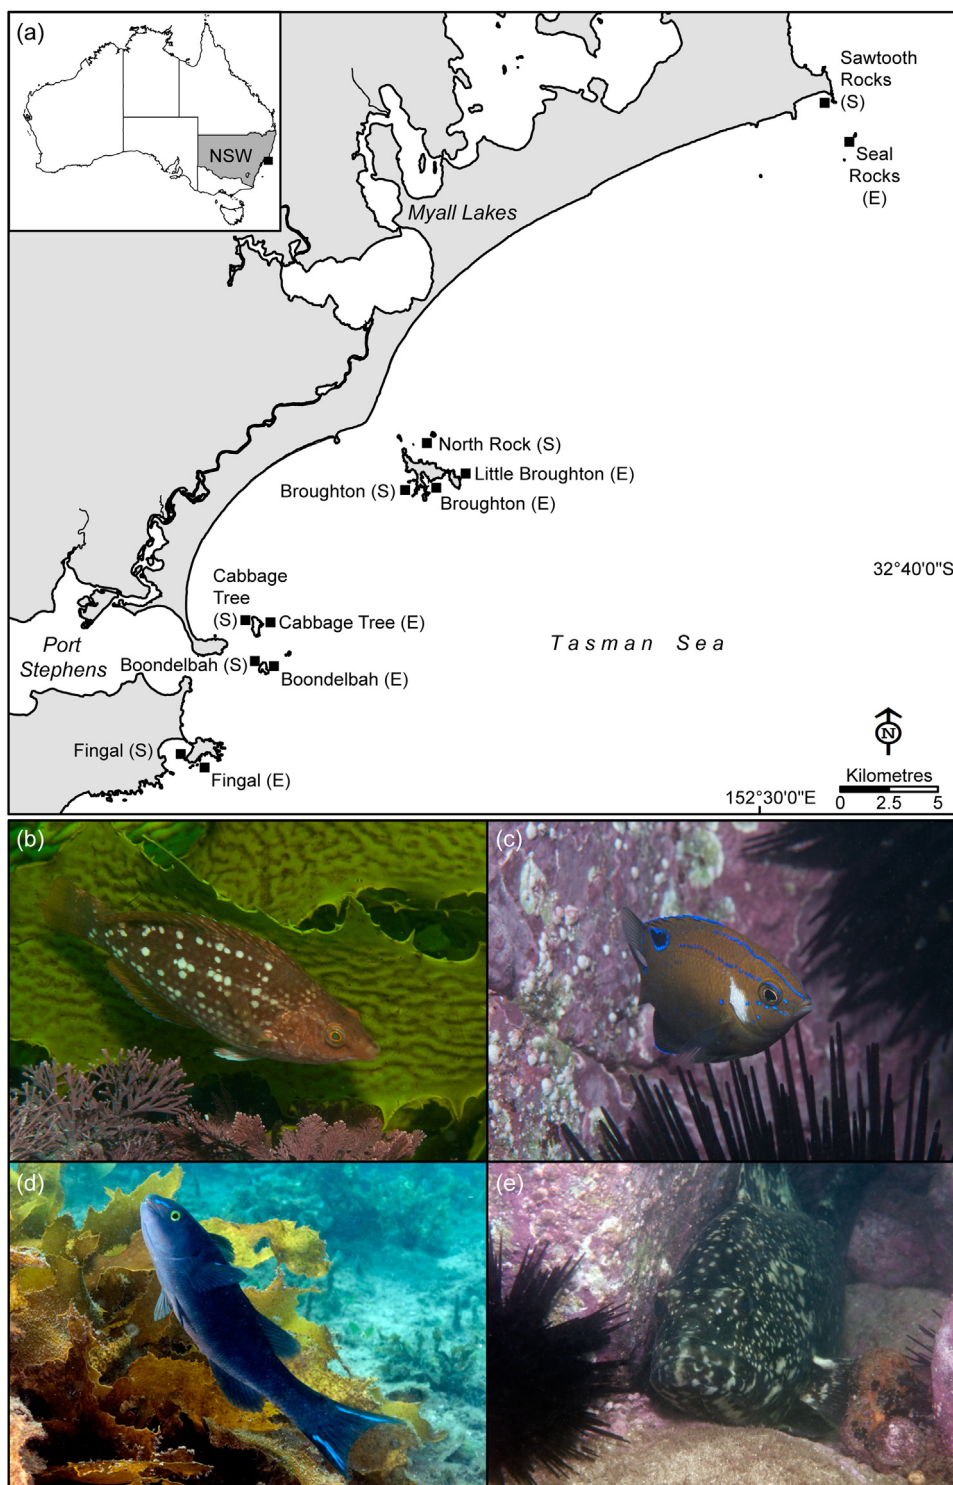 (a)
NSW
Sawtooth
Rocks
(S)
Seal
Rocks
(E)
Myall Lakes
North Rock (S)
Little Broughton (E)
Broughton (S)
Broughton (E)
32°40'0"S
Cabbage
Tree
(S)
Cabbage Tree (E)
Port
Stephens
Tasman Sea
Boondelbah (S)
Boondelbah (E)
N
Fingal (S)
Fingal (E)
Kilometres
0 2.5 5
152°30'0"E
(b)
(c)
(d)
(e)